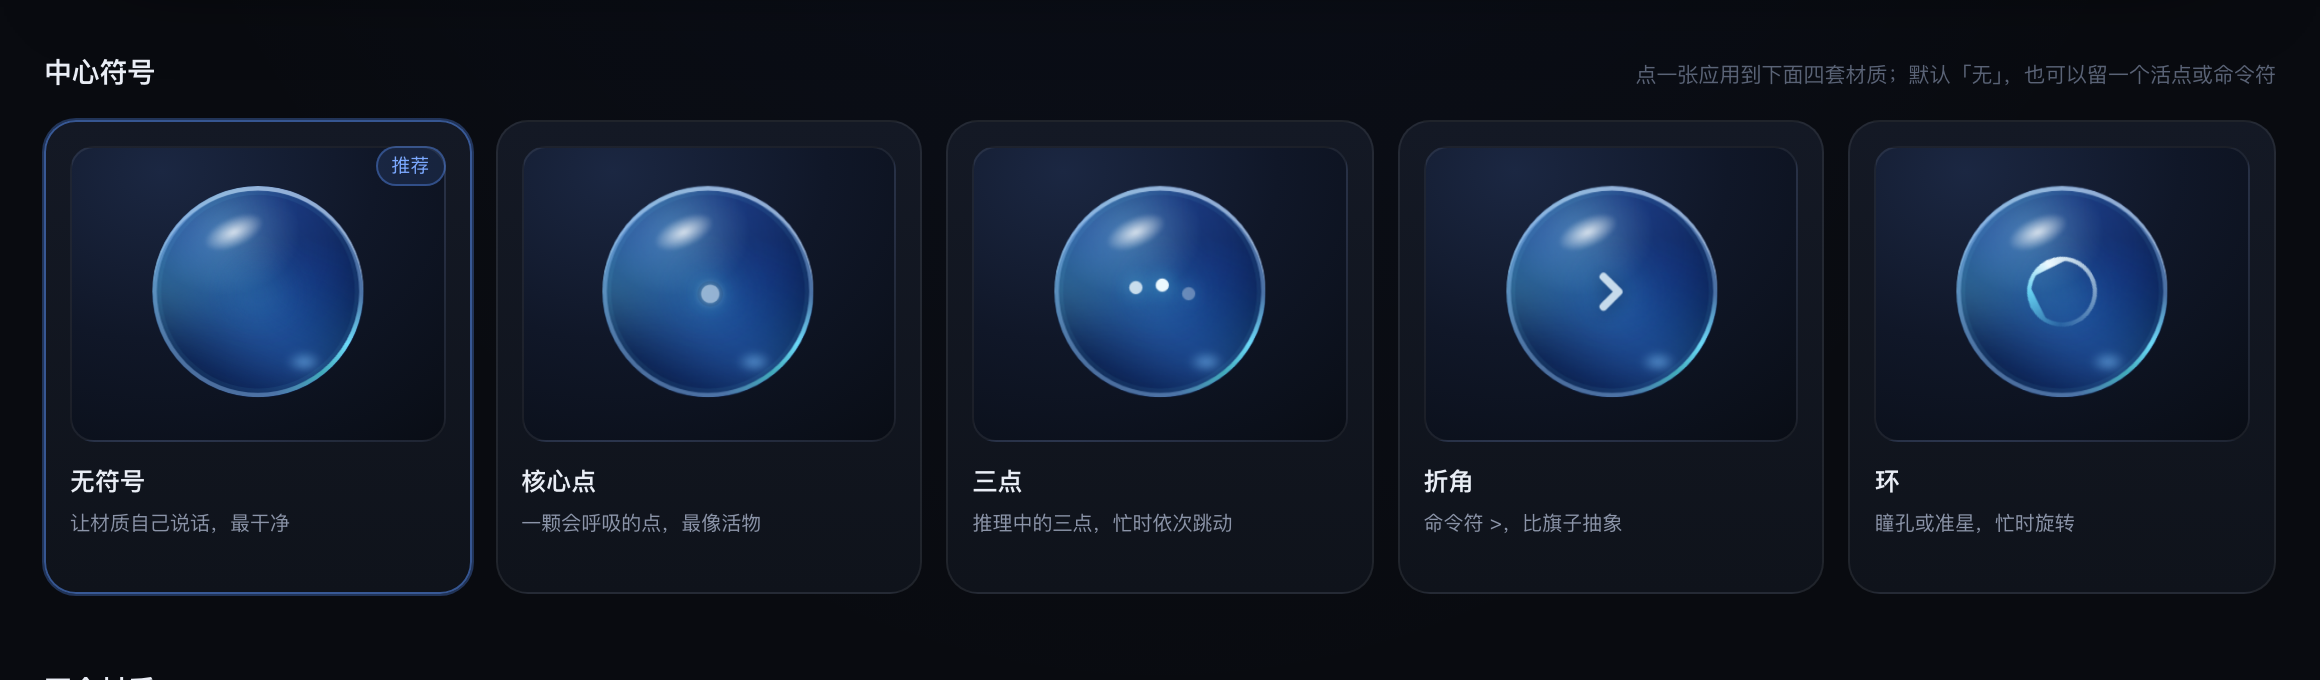 中心符号
点一张应用到下面四套材质；默认「无」，也可以留一个活点或命令符
推荐
无符号
让材质自己说话，最干净
核心点
一颗会呼吸的点，最像活物
三点
推理中的三点，忙时依次跳动
折角
命令符 >，比旗子抽象
环
瞳孔或准星，忙时旋转